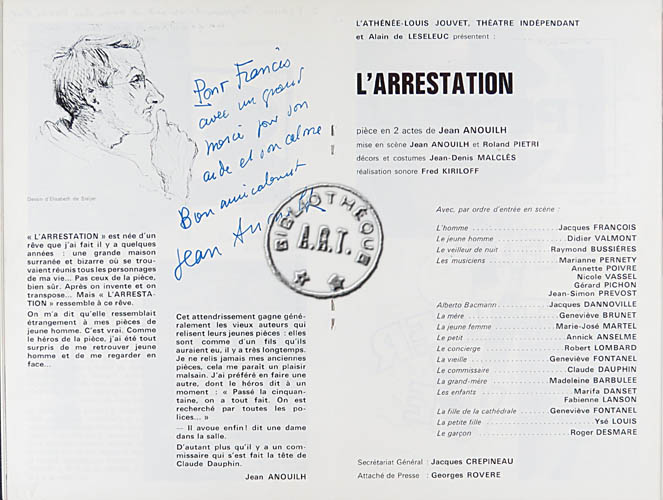 Dessin d'Elisabeth de
Pour Francis
avec un grand
merci pour son
aide et son calme
Bien amicalement
Jean Anouilh
BIBLIOTHÈQUE
A.R.T.
« L'ARRESTATION » est née d'un
rêve que j'ai fait il y a quelques
années : une grande maison
surranée et bizarre où se trou-
vaient réunis tous les personnages
de ma vie... Pas ceux de la pièce,
bien sûr. Après on invente et on
transpose... Mais « L'ARRESTA-
TION » ressemble à ce rêve.
On m'a dit qu'elle ressemblait
étrangement à mes pièces de
jeune homme. C'est vrai. Comme
le héros de la pièce, j'ai été tout
surpris de me retrouver jeune
homme et de me regarder en
face...
Cet attendrissement gagne géné-
ralement les vieux auteurs qui
relisent leurs jeunes pièces : elles
sont comme d'un fils qu'ils
auraient eu, il y a très longtemps.
Je ne relis jamais mes anciennes
pièces, cela me paraît un plaisir
malsain. J'ai préféré en faire une
autre, dont le héros dit à un
moment : « Passé la cinquan-
taine, on a tout fait. On est
recherché par toutes les po-
lices... »
— Il avoue enfin! dit une dame
dans la salle.
D'autant plus qu'il y a un com-
missaire qui s'est fait la tête de
Claude Dauphin.
Jean ANOUILH
L'ATHÉNÉE-LOUIS JOUVET, THÉATRE INDÉPENDANT
et Alain de LESELEUC présentent :
L'ARRESTATION
pièce en 2 actes de Jean ANOUILH
mise en scène Jean ANOUILH et Roland PIETRI
décors et costumes Jean-Denis MALCLÈS
réalisation sonore Fred KIRILOFF
Avec, par ordre d'entrée en scène :
L'homme Jacques FRANÇOIS
Le jeune homme Didier VALMONT
Le veilleur de nuit Raymond BUSSIÈRES
Les musiciens Marianne PERNETY
Annette POIVRE
Nicole VASSEL
Gérard PICHON
Jean-Simon PREVOST
Alberto Bacmann Jacques DANNOVILLE
La mère Geneviève BRUNET
La jeune femme Marie-José MARTEL
Le petit Annick ANSELME
Le concierge Robert LOMBARD
La vieille Geneviève FONTANEL
Le commissaire Claude DAUPHIN
La grand-mère Madeleine BARBULEE
Les enfants Marifa DANSET
Fabienne LANSON
La fille de la cathédrale Geneviève FONTANEL
La petite fille Ysé LOUIS
Le garçon Roger DESMARE
Secrétariat Général : Jacques CREPINEAU
Attaché de Presse : Georges ROVERE